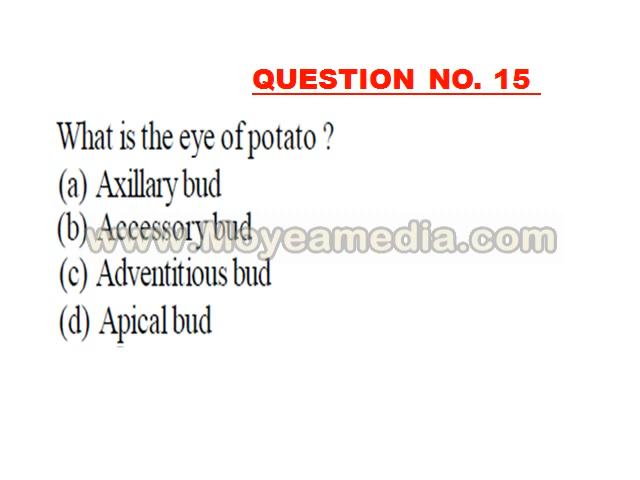 QUESTION NO. 15
What is the eye of potato ?
(a) Axillary bud
(b) Accessory bud
www.Moyeamedia.com
(c) Adventitious bud
(d) Apical bud